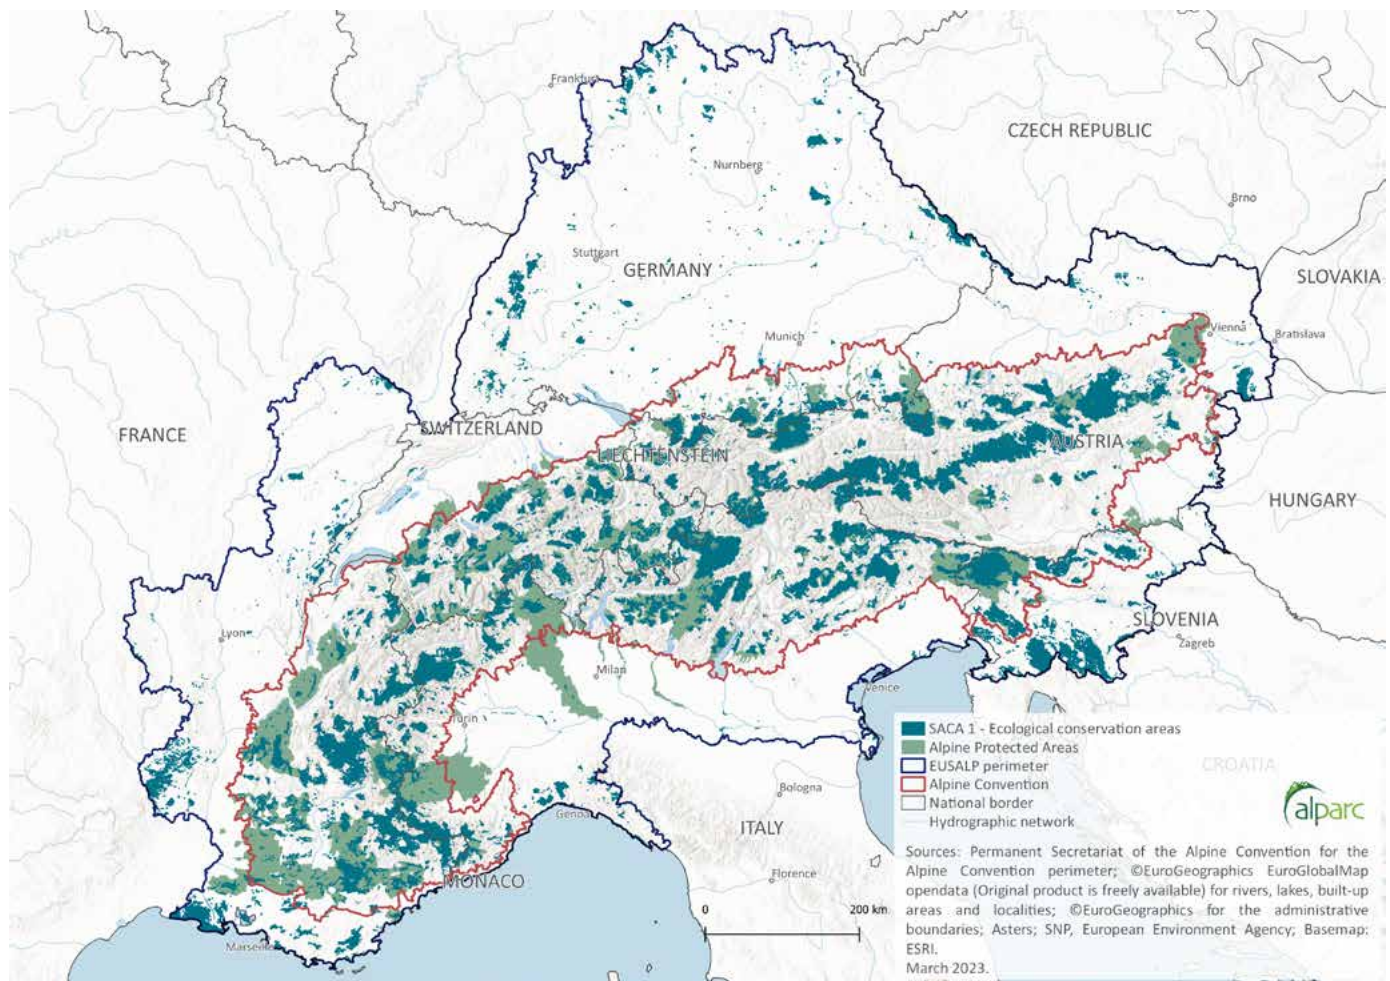 Frankfurt
CZECH REPUBLIC
Nurnberg
Brno
Stuttgart
GERMANY
SLOVAKIA
Munich
Vienna
Bratislava
FRANCE
SWITZERLAND
LIECHTENSTEIN
AUSTRIA
HUNGARY
Lyon
SLOVENIA
Zagreb
Milan
Venice
Turin
Genoa
Bologna
ITALY
CROATIA
MONACO
Florence
Marseille
0
200 km
SACA 1 - Ecological conservation areas
Alpine Protected Areas
EUSALP perimeter
Alpine Convention
National border
Hydrographic network
alparc
Sources: Permanent Secretariat of the Alpine Convention for the
Alpine Convention perimeter; ©EuroGeographics EuroGlobalMap
opendata (Original product is freely available) for rivers, lakes, built-up
areas and localities; ©EuroGeographics for the administrative
boundaries; Asters; SNP, European Environment Agency; Basemap:
ESRI.
March 2023.